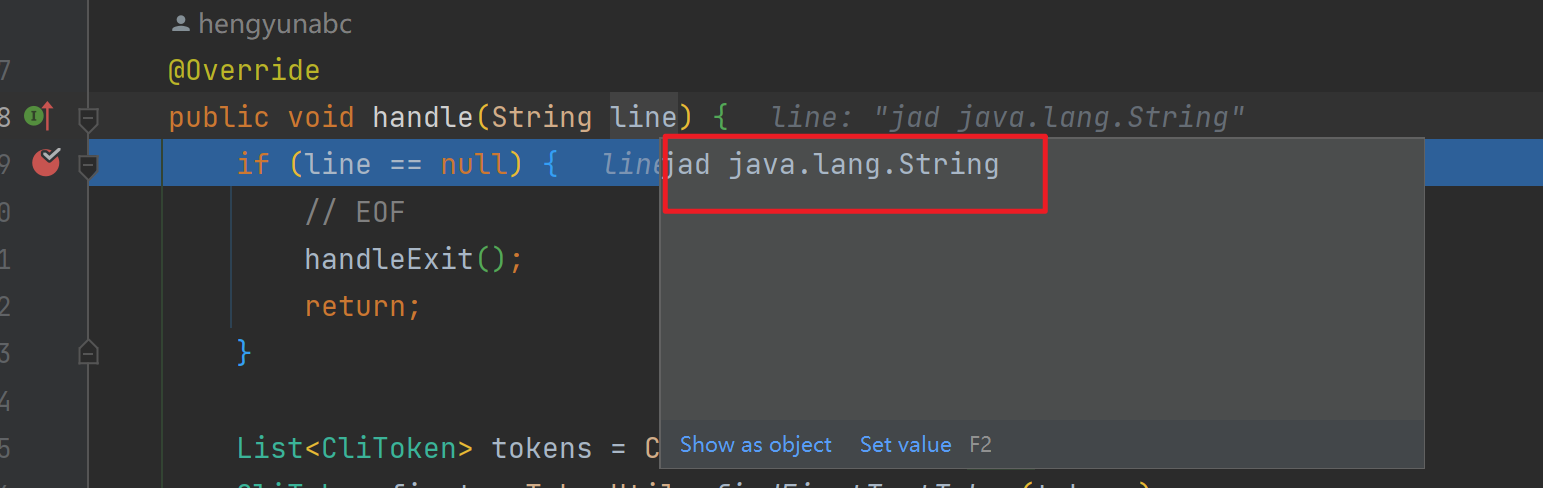 hengyunabc
7
@Override
8 public void handle(String line) { line: "jad java.lang.String"
9 if (line == null) { line
jad java.lang.String
0 // EOF
1 handleExit();
2 return;
3 }
4
5 List<CliToken> tokens = C
Show as object Set value F2